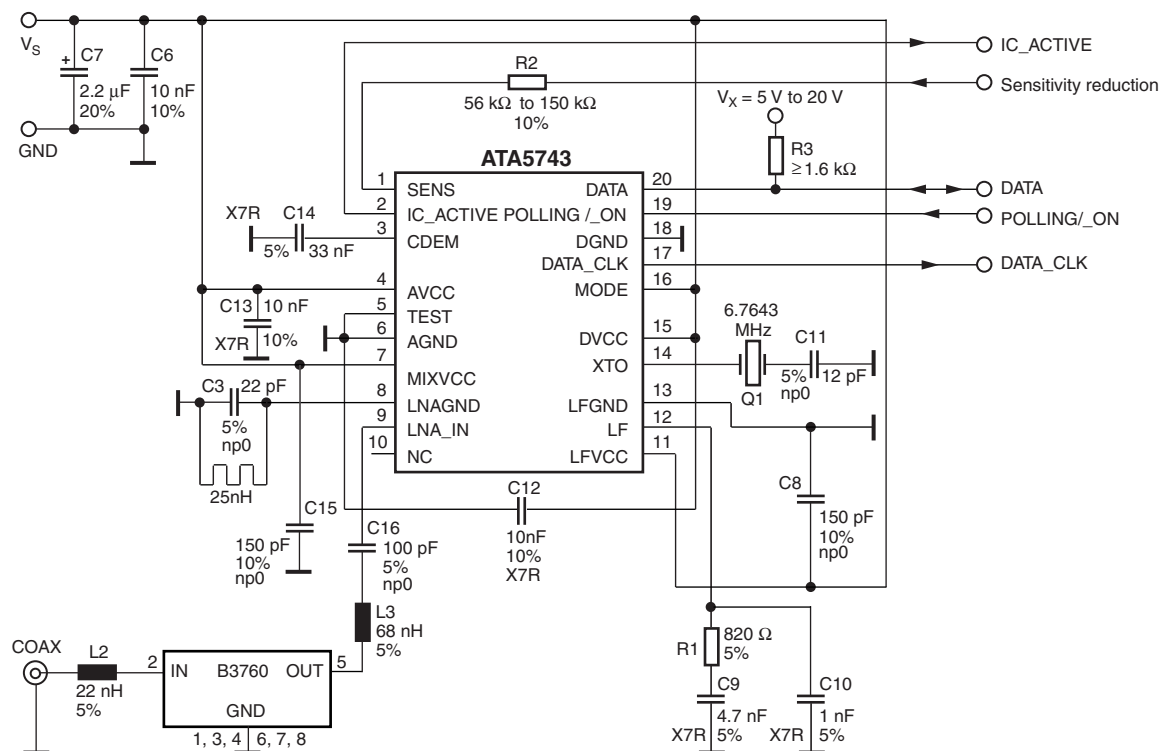 VS
C7
+
2.2 μF
20%
C6
10 nF
10%
GND
IC_ACTIVE
R2
56 kΩ to 150 kΩ
10%
Sensitivity reduction
VX = 5 V to 20 V
R3
≥1.6 kΩ
ATA5743
1 SENS
2 IC_ACTIVE
3 CDEM
4 AVCC
5 TEST
6 AGND
7 MIXVCC
8 LNAGND
9 LNA_IN
10 NC
DATA 20
POLLING /_ON 19
DGND 18
DATA_CLK 17
MODE 16
DVCC 15
XTO 14
LFGND 13
LF 12
LFVCC 11
DATA
POLLING/_ON
DATA_CLK
X7R
C14
5%
33 nF
C13
10 nF
X7R
10%
C3
22 pF
5%
np0
25nH
C15
150 pF
10%
np0
C16
100 pF
5%
np0
C12
10nF
10%
X7R
6.7643
MHz
Q1
C11
5%
np0
12 pF
C8
150 pF
10%
np0
L3
68 nH
5%
COAX
L2
22 nH
5%
2
IN
B3760
OUT
5
GND
1, 3, 4
6, 7, 8
R1
820 Ω
5%
C9
4.7 nF
X7R
5%
C10
1 nF
X7R
5%